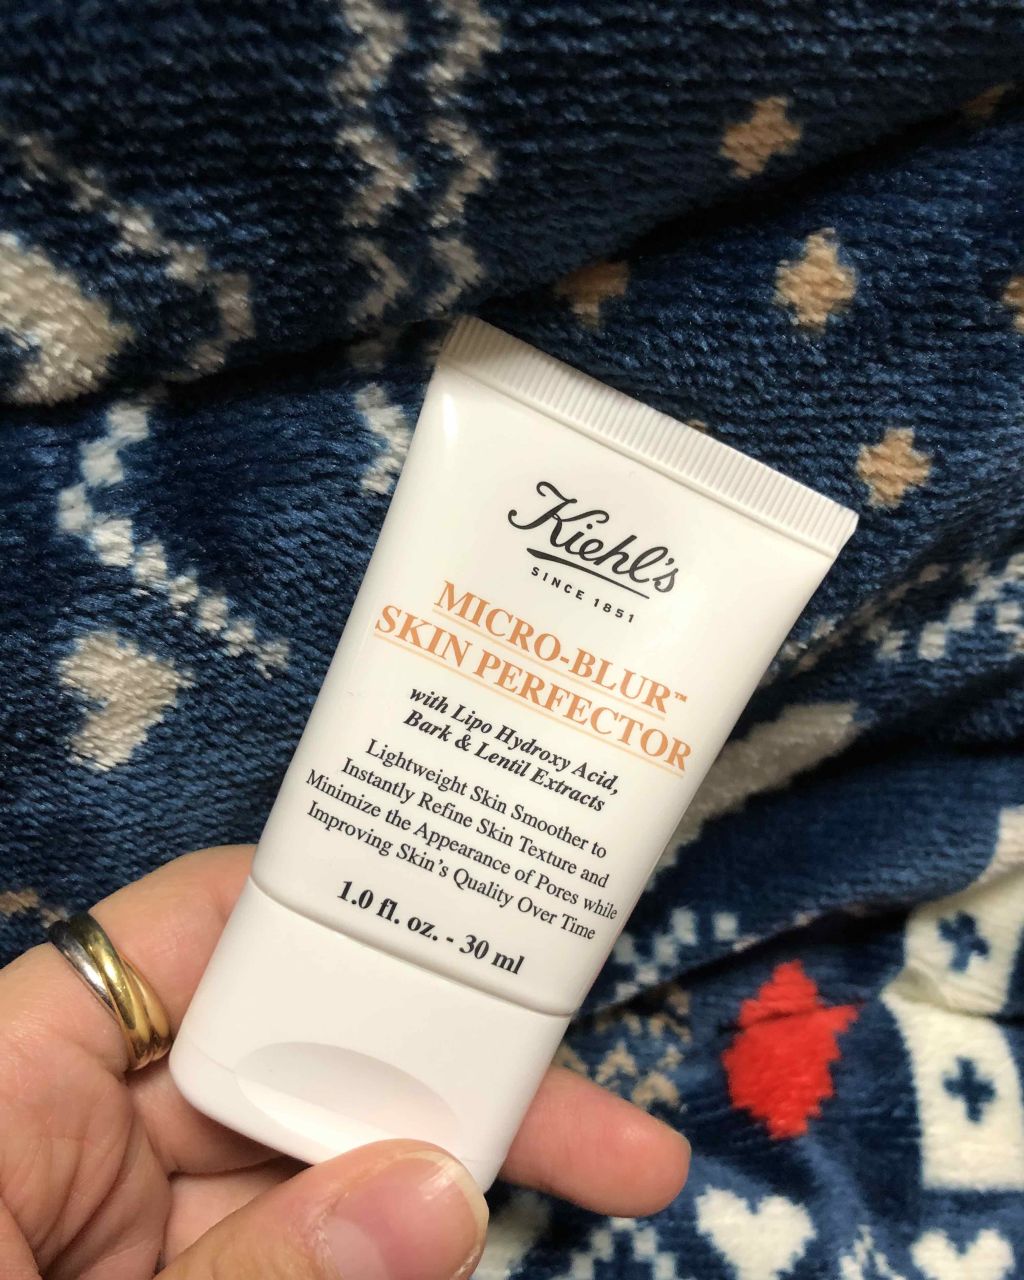 Kiehl's
SINCE 1851
MICRO-BLUR™
SKIN PERFECTOR
with Lipo Hydroxy Acid,
Bark & Lentil Extracts
Lightweight Skin Smoother to
Instantly Refine Skin Texture and
Minimize the Appearance of Pores while
Improving Skin's Quality Over Time
1.0 fl. oz. - 30 ml